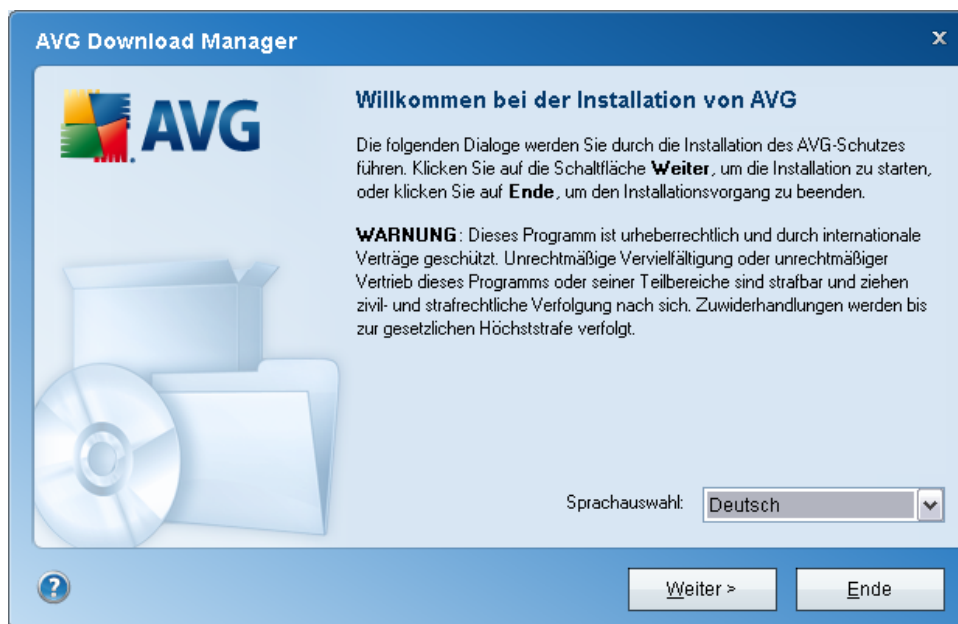 AVG Download Manager
x
AVG
Willkommen bei der Installation von AVG
Die folgenden Dialoge werden Sie durch die Installation des AVG-Schutzes
führen. Klicken Sie auf die Schaltfläche Weiter, um die Installation zu starten,
oder klicken Sie auf Ende, um den Installationsvorgang zu beenden.
WARNUNG: Dieses Programm ist urheberrechtlich und durch internationale
Verträge geschützt. Unrechtmäßige Vervielfältigung oder unrechtmäßiger
Vertrieb dieses Programms oder seiner Teilbereiche sind strafbar und ziehen
zivil- und strafrechtliche Verfolgung nach sich. Zuwiderhandlungen werden bis
zur gesetzlichen Höchststrafe verfolgt.
Sprachauswahl: Deutsch
? Weiter > Ende